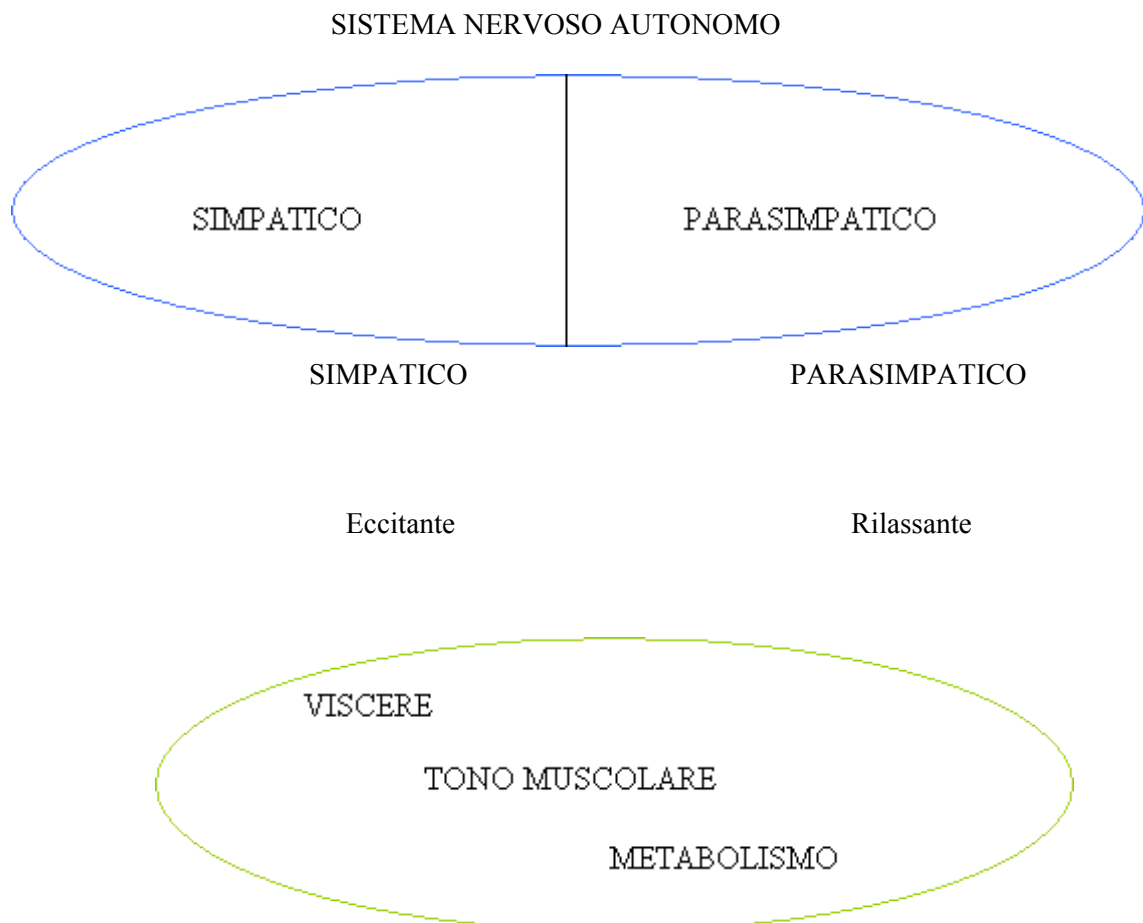 SISTEMA NERVOSO AUTONOMO
SIMPATICO PARASIMPATICO
SIMPATICO PARASIMPATICO
Eccitante Rilassante
VISCERE
TONO MUSCOLARE
METABOLISMO